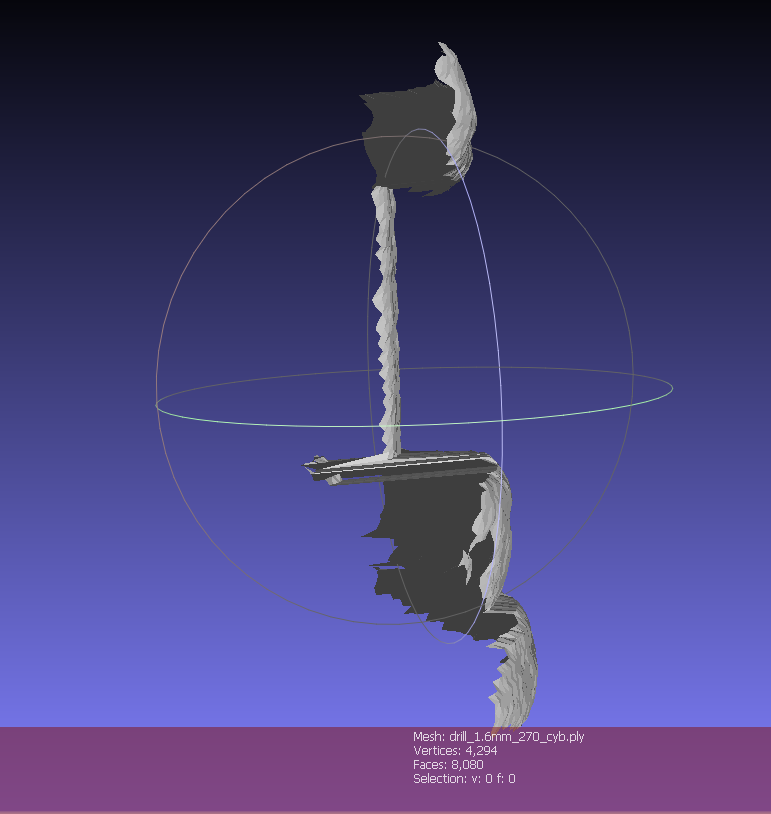 Mesh: drill_1.6mm_270_cyb.ply
Vertices: 4,294
Faces: 8,080
Selection: v: 0 f: 0